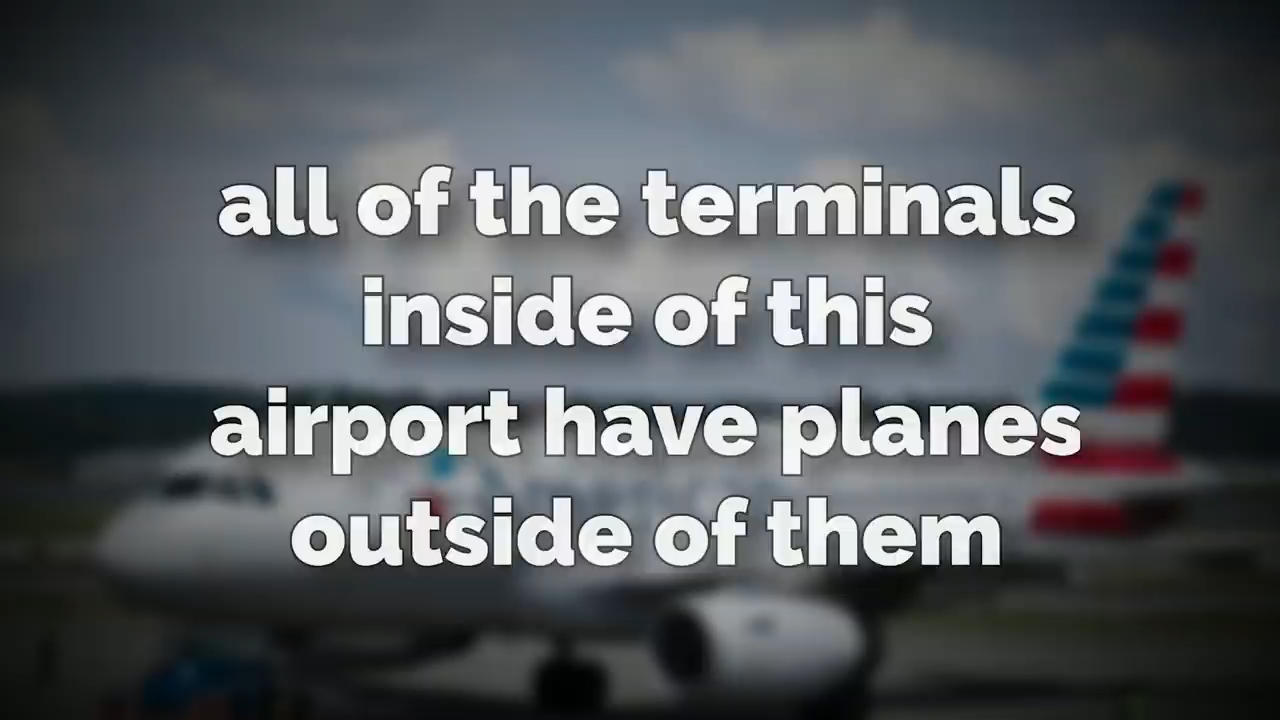 all of the terminals
inside of this
airport have planes
outside of them